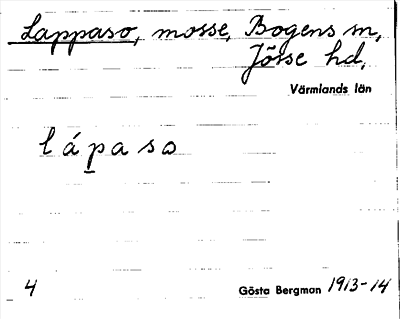 Lappaso, mosse, Bogens sn,
Jösse hd,
Värmlands län
lápaso
4 Gösta Bergman 1913-14